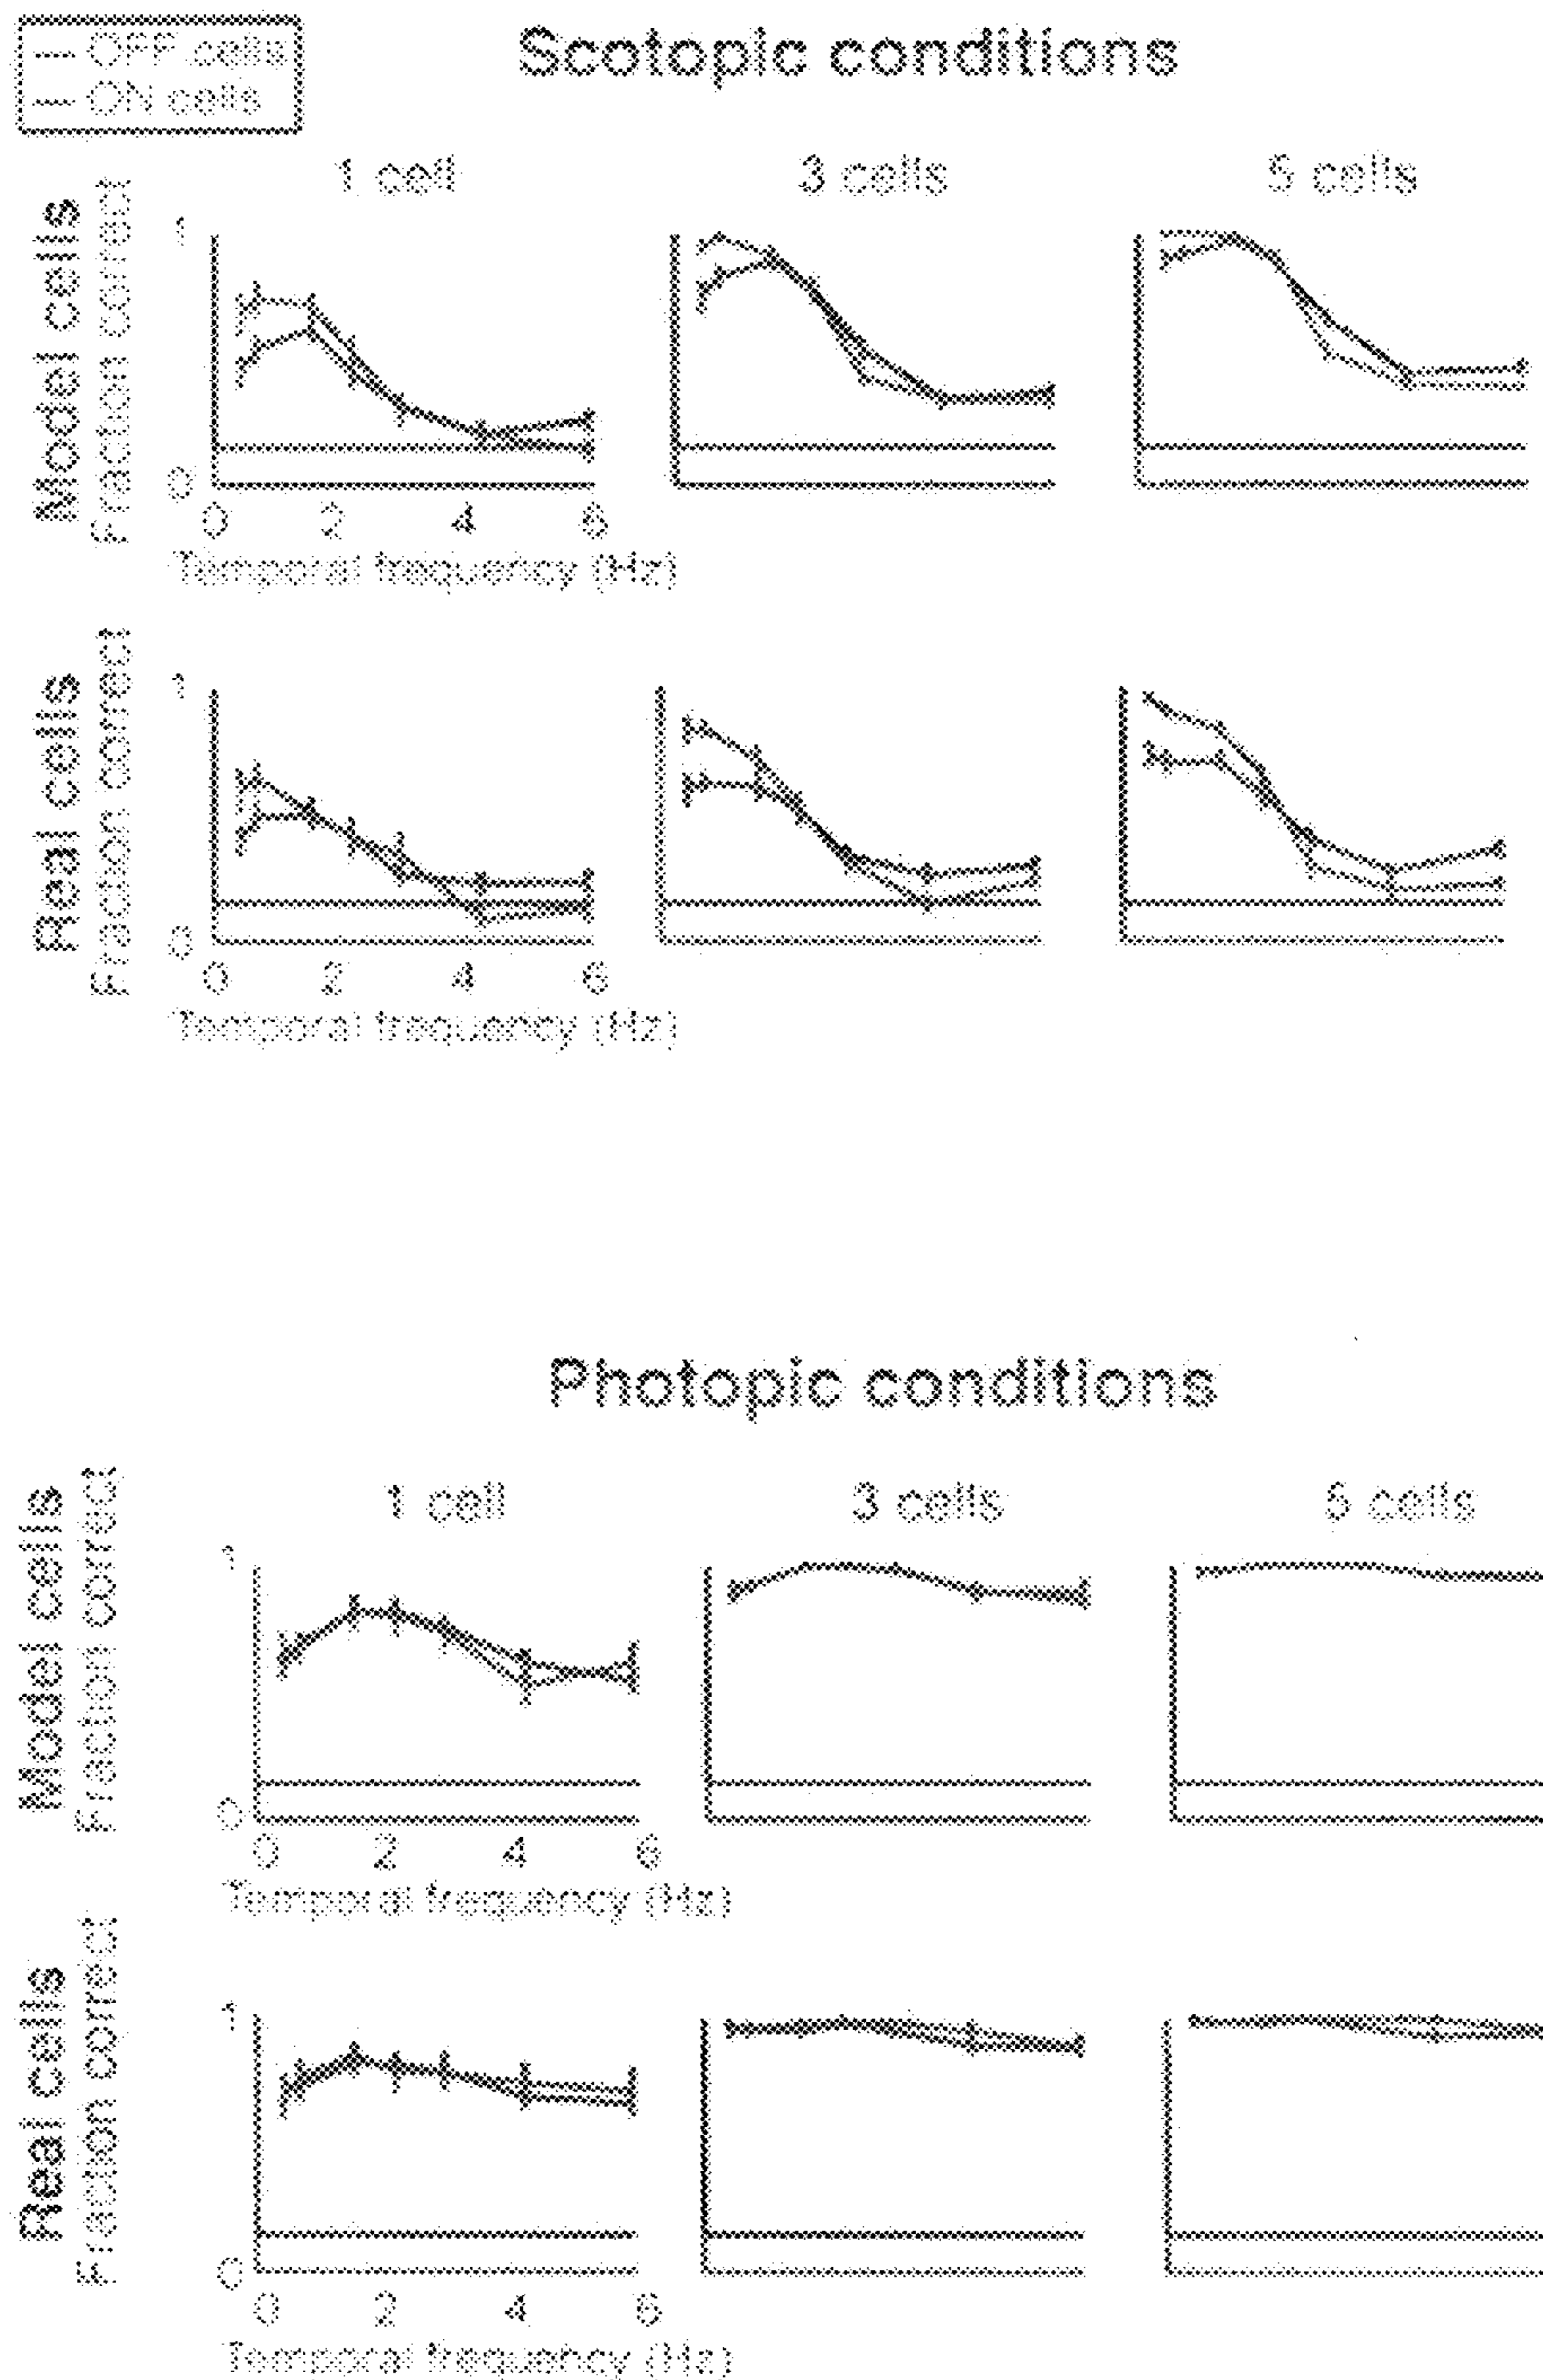 OFF cells
ON cells
Scotopic conditions
1 cell
3 cells
5 cells
Model cells
Fraction correct
1
0
0 2 4 6
Temporal frequency (Hz)
Real cells
Fraction correct
1
0
0 2 4 6
Temporal frequency (Hz)
Photopic conditions
1 cell
3 cells
5 cells
Model cells
Fraction correct
1
0
0 2 4 6
Temporal frequency (Hz)
Real cells
Fraction correct
1
0
0 2 4 6
Temporal frequency (Hz)